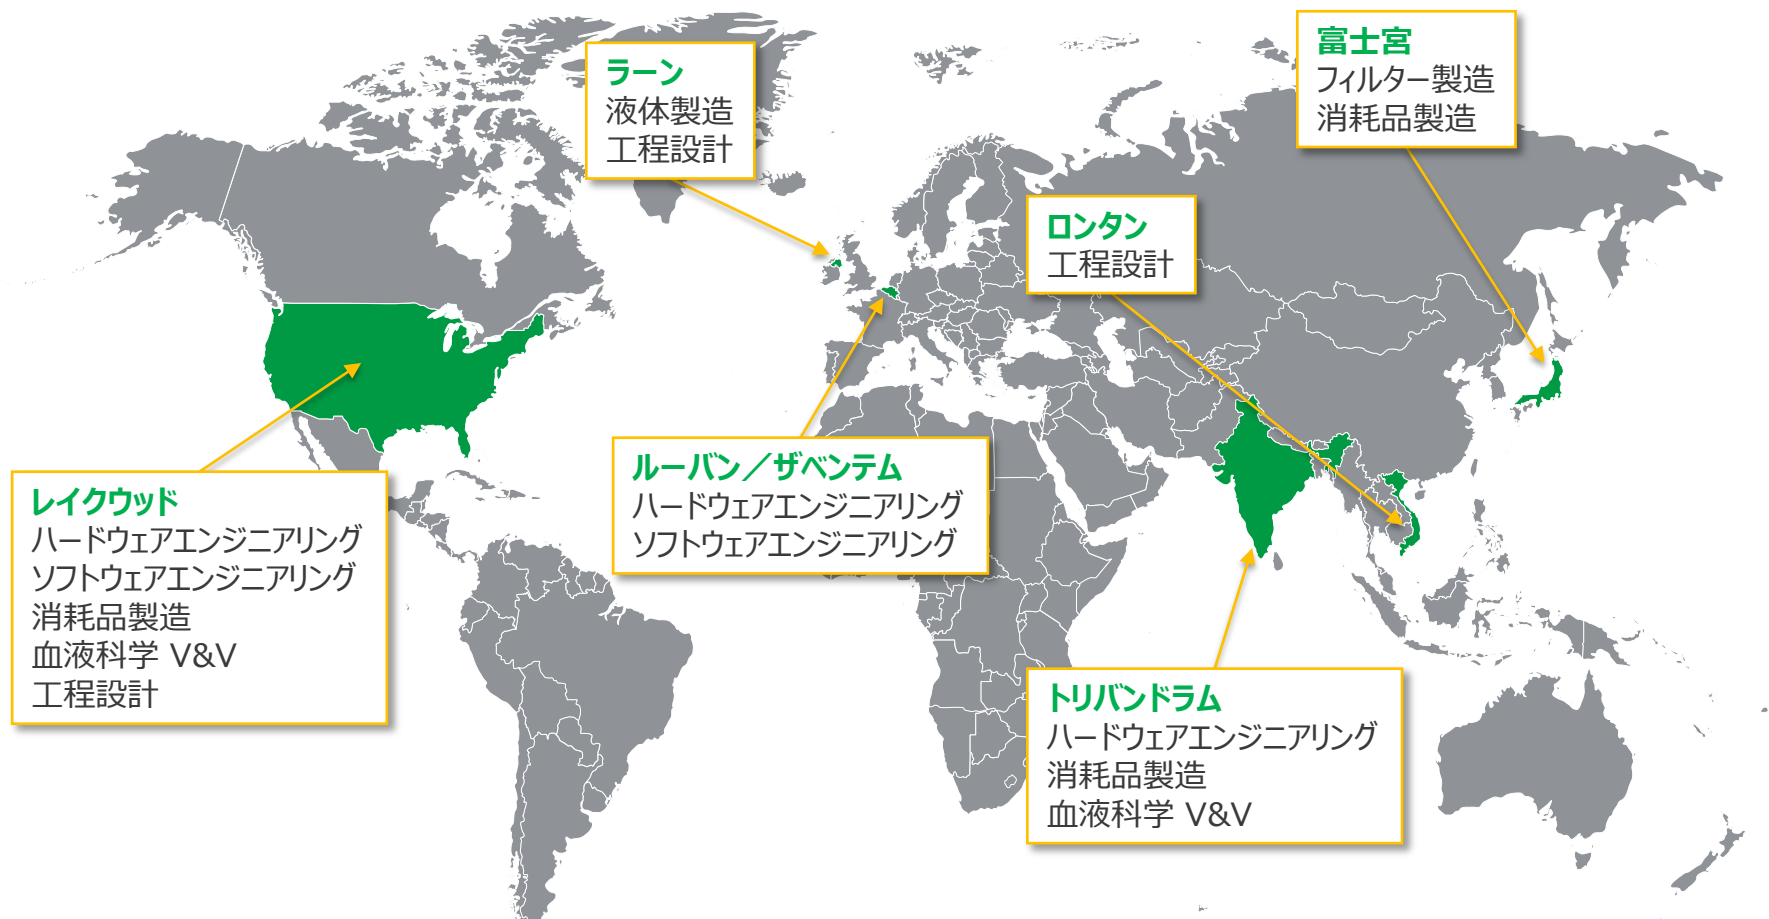 ラーン
液体製造
工程設計
富士宮
フィルター製造
消耗品製造
ロンタン
工程設計
ルーバン／ザベンテム
ハードウェアエンジニアリング
ソフトウェアエンジニアリング
レイクウッド
ハードウェアエンジニアリング
ソフトウェアエンジニアリング
消耗品製造
血液科学 V&V
工程設計
トリバンドラム
ハードウェアエンジニアリング
消耗品製造
血液科学 V&V